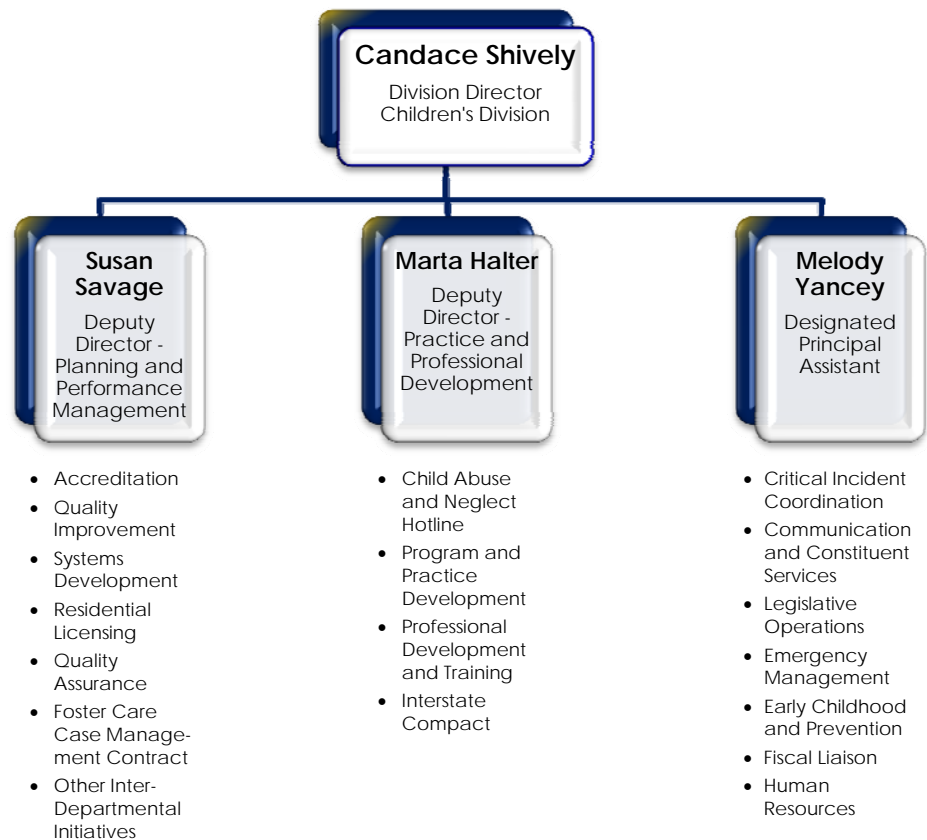 Candace Shively
Division Director
Children's Division
Susan
Savage
Deputy
Director -
Planning and
Performance
Management
• Accreditation
• Quality
Improvement
• Systems
Development
• Residential
Licensing
• Quality
Assurance
• Foster Care
Case Manage-
ment Contract
• Other Inter-
Departmental
Initiatives
Marta Halter
Deputy
Director -
Practice and
Professional
Development
• Child Abuse
and Neglect
Hotline
• Program and
Practice
Development
• Professional
Development
and Training
• Interstate
Compact
Melody
Yancey
Designated
Principal
Assistant
• Critical Incident
Coordination
• Communication
and Constituent
Services
• Legislative
Operations
• Emergency
Management
• Early Childhood
and Prevention
• Fiscal Liaison
• Human
Resources